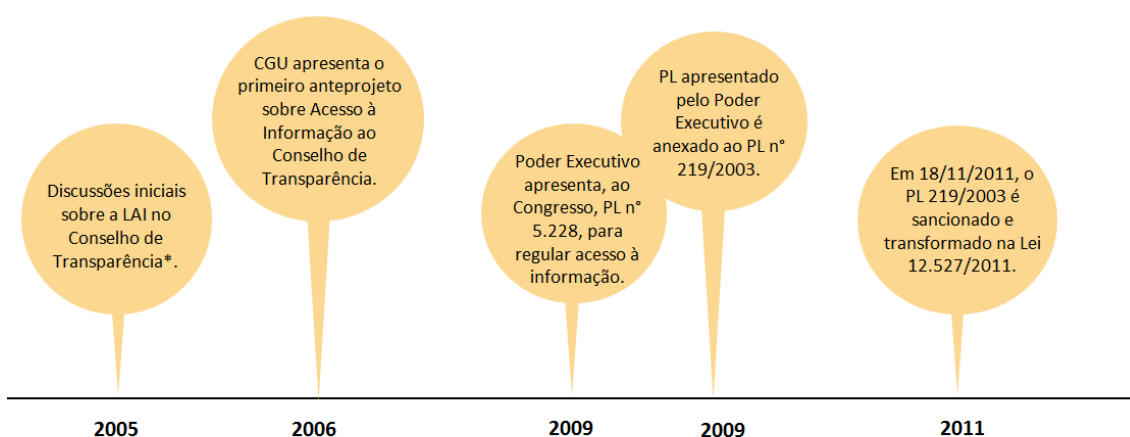 Discussões iniciais
sobre a LAI no
Conselho de
Transparência*.
CGU apresenta o
primeiro anteprojeto
sobre Acesso à
Informação ao
Conselho de
Transparência.
Poder Executivo
apresenta, ao
Congresso, PL n°
5.228, para
regular acesso à
informação.
PL apresentado
pelo Poder
Executivo é
anexado ao PL n°
219/2003.
Em 18/11/2011, o
PL 219/2003 é
sancionado e
transformado na Lei
12.527/2011.
2005
2006
2009
2009
2011